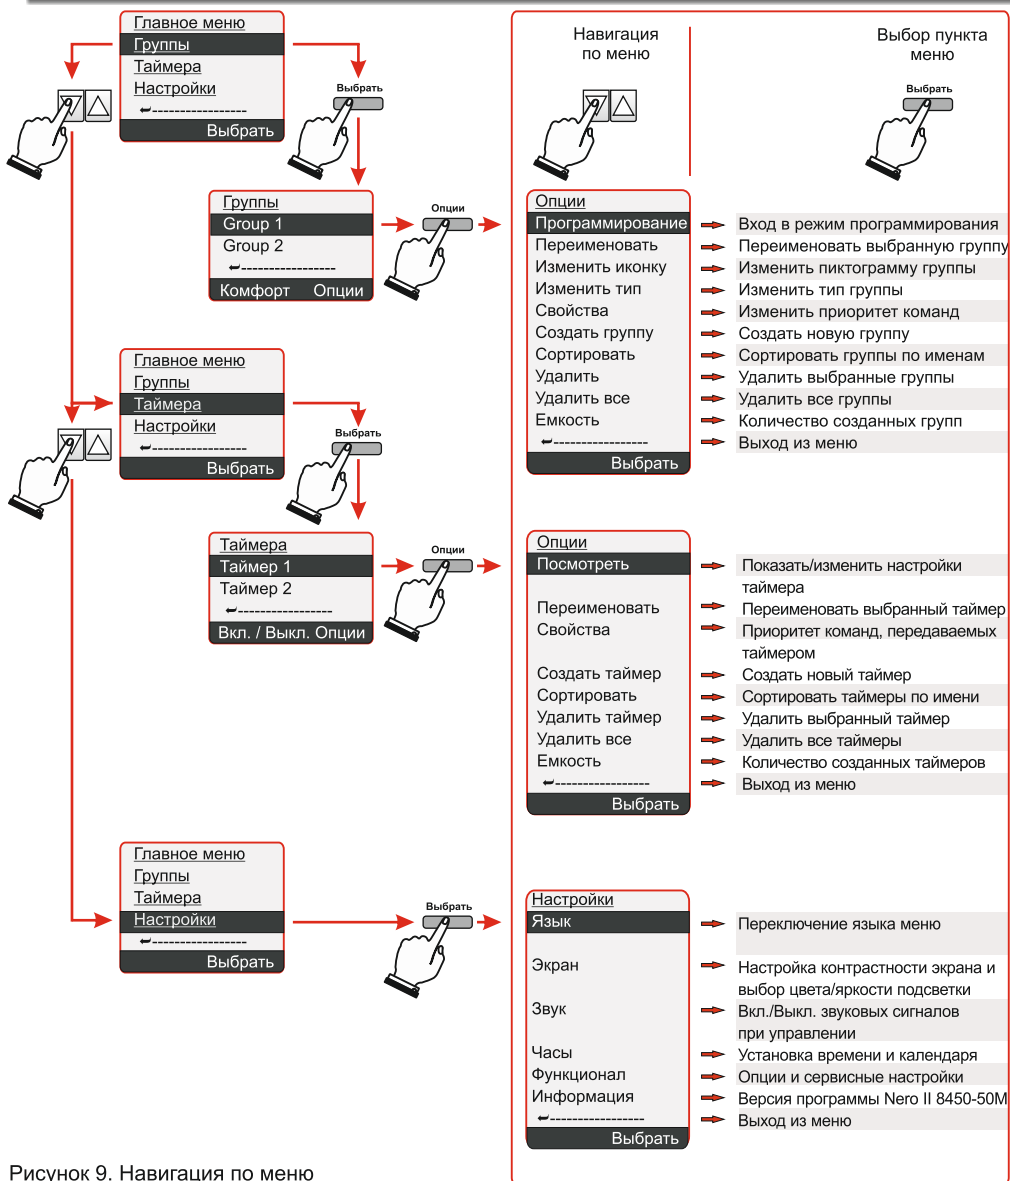 Главное меню
Группы
Таймера
Настройки
Выбрать
Выбрать
Группы
Group 1
Group 2
Комфорт Опции
Опции
Навигация
по меню
Выбор пункта
меню
Выбрать
Опции
Программирование Вход в режим программирования
Переименовать Переименовать выбранную группу
Изменить иконку Изменить пиктограмму группы
Изменить тип Изменить тип группы
Свойства Изменить приоритет команд
Создать группу Создать новую группу
Сортировать Сортировать группы по именам
Удалить Удалить выбранные группы
Удалить все Удалить все группы
Емкость Количество созданных групп
Выход из меню
Выбрать
Главное меню
Группы
Таймера
Настройки
Выбрать
Выбрать
Таймера
Таймер 1
Таймер 2
Вкл. / Выкл. Опции
Опции
Опции
Посмотреть Показать/изменить настройки
таймера
Переименовать Переименовать выбранный таймер
Свойства Приоритет команд, передаваемых
таймером
Создать таймер Создать новый таймер
Сортировать Сортировать таймеры по имени
Удалить таймер Удалить выбранный таймер
Удалить все Удалить все таймеры
Емкость Количество созданных таймеров
Выход из меню
Выбрать
Главное меню
Группы
Таймера
Настройки
Выбрать
Выбрать
Настройки
Язык Переключение языка меню
Экран Настройка контрастности экрана и
выбор цвета/яркости подсветки
Звук Вкл./Выкл. звуковых сигналов
при управлении
Часы Установка времени и календаря
Функционал Опции и сервисные настройки
Информация Версия программы Nero II 8450-50M
Выход из меню
Выбрать
Рисунок 9. Навигация по меню